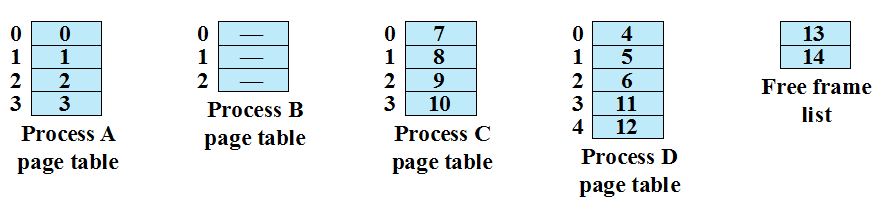 0 0
1 1
2 2
3 3
Process A
page table
0 —
1 —
2 —
Process B
page table
0 7
1 8
2 9
3 10
Process C
page table
0 4
1 5
2 6
3 11
4 12
Process D
page table
13
14
Free frame
list